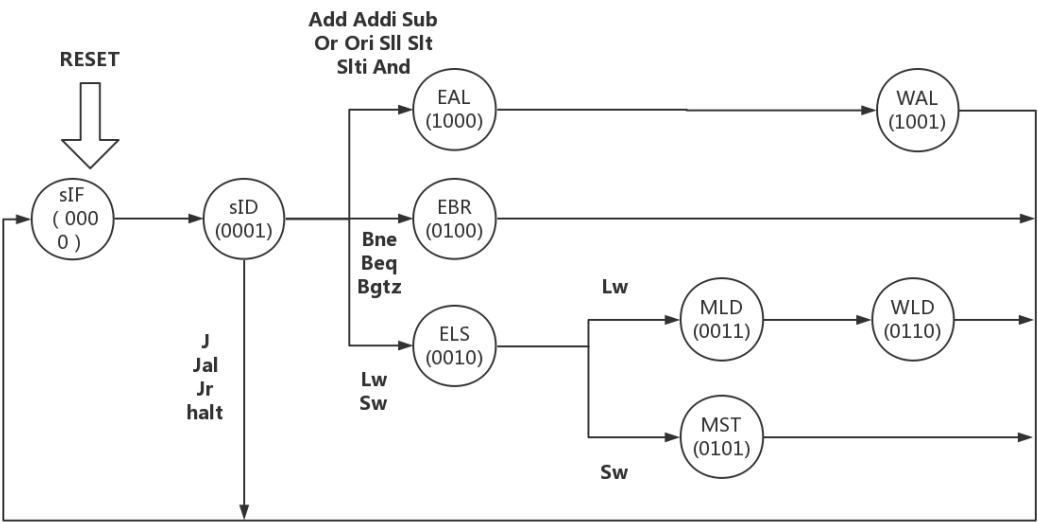 Add Addi Sub
Or Ori Sll Slt
Slti And
RESET
EAL
(1000)
WAL
(1001)
sIF
( 000
0 )
sID
(0001)
EBR
(0100)
Bne
Beq
Bgtz
Lw
MLD
(0011)
WLD
(0110)
ELS
(0010)
J
Jal
Jr
halt
Lw
Sw
MST
(0101)
Sw